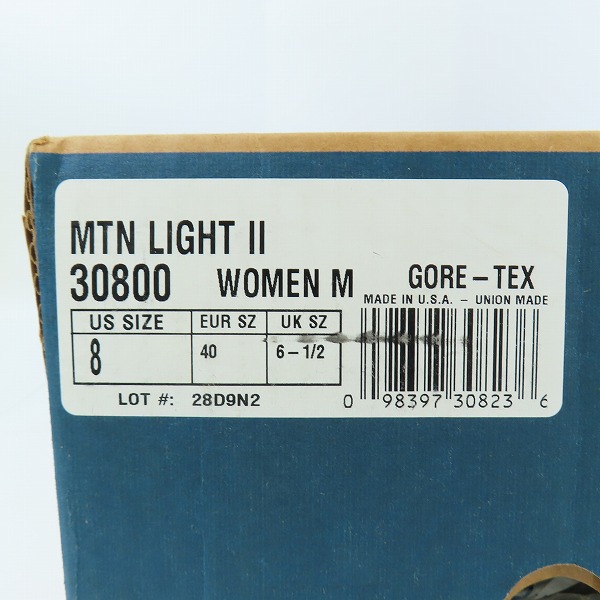 MTN LIGHT II
30800 WOMEN M GORE-TEX
MADE IN U.S.A. - UNION MADE
US SIZE EUR SZ UK SZ
8 40 6-1/2
LOT #: 28D9N2
0 98397 30823 6